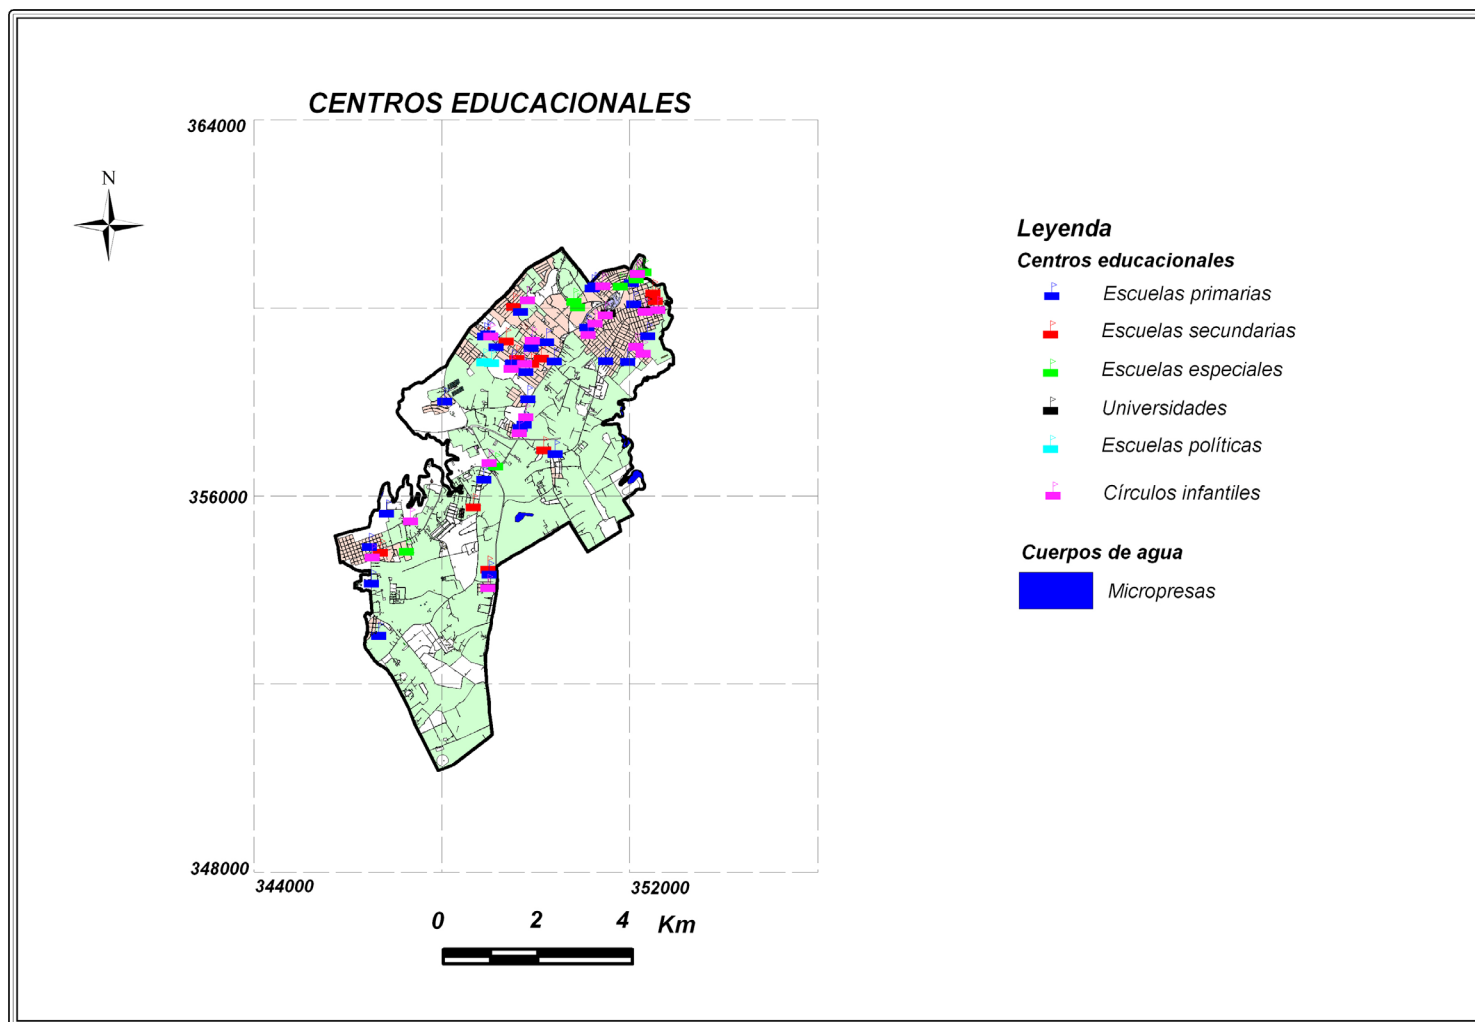 CENTROS EDUCACIONALES
364000
N
Leyenda
Centros educacionales
Escuelas primarias
Escuelas secundarias
Escuelas especiales
Universidades
Escuelas políticas
356000
Círculos infantiles
Cuerpos de agua
Micropresas
348000
344000
352000
0 2 4 Km